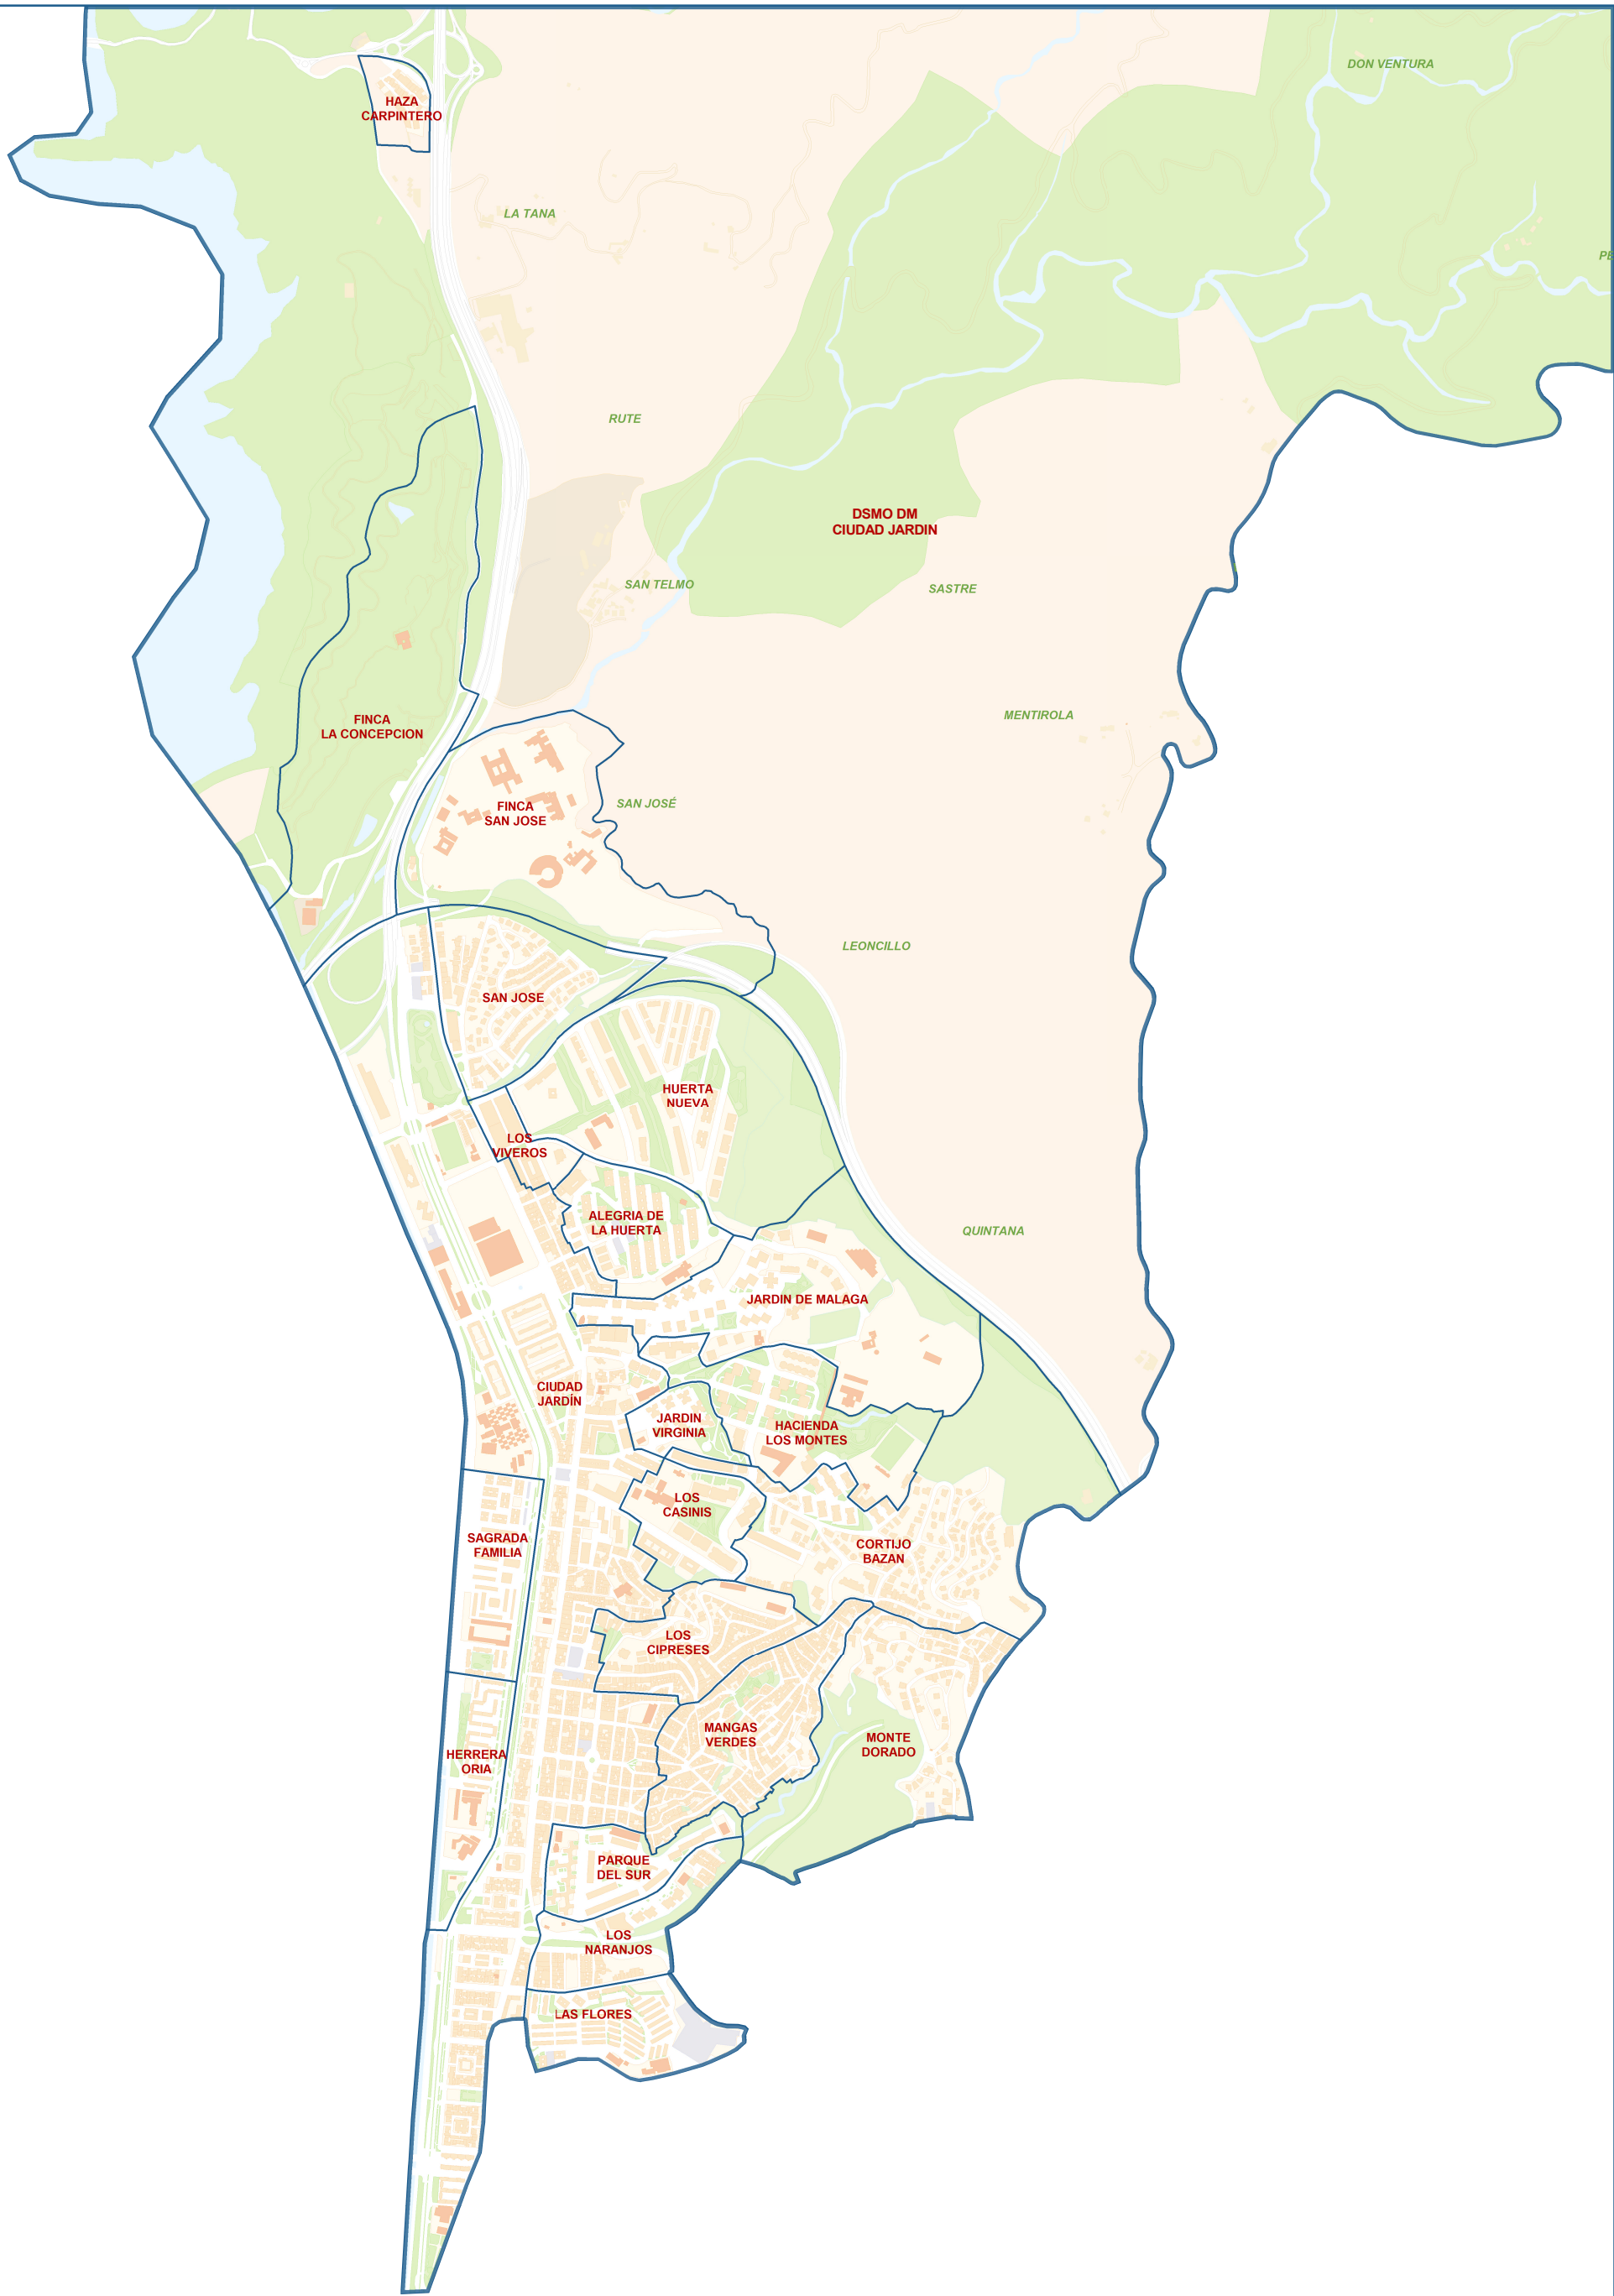 DON VENTURA
HAZA
CARPINTERO
LA TANA
PE
RUTE
DSMO DM
CIUDAD JARDIN
SAN TELMO
SASTRE
MENTIROLA
FINCA
LA CONCEPCION
FINCA
SAN JOSE
SAN JOSÉ
LEONCILLO
SAN JOSE
HUERTA
NUEVA
LOS
VIVEROS
ALEGRIA DE
LA HUERTA
QUINTANA
JARDIN DE MALAGA
CIUDAD
JARDÍN
JARDIN
VIRGINIA
HACIENDA
LOS MONTES
LOS
CASINIS
SAGRADA
FAMILIA
CORTIJO
BAZAN
LOS
CIPRESES
MANGAS
VERDES
MONTE
DORADO
HERRERA
ORIA
PARQUE
DEL SUR
LOS
NARANJOS
LAS FLORES